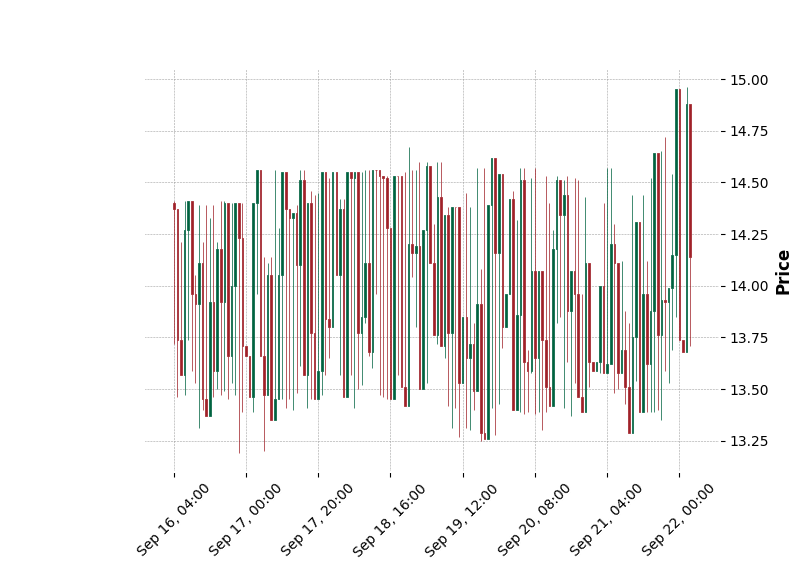 15.00
14.75
14.50
14.25
14.00
13.75
13.50
13.25
Price
Sep 16, 04:00
Sep 17, 00:00
Sep 17, 20:00
Sep 18, 16:00
Sep 19, 12:00
Sep 20, 08:00
Sep 21, 04:00
Sep 22, 00:00